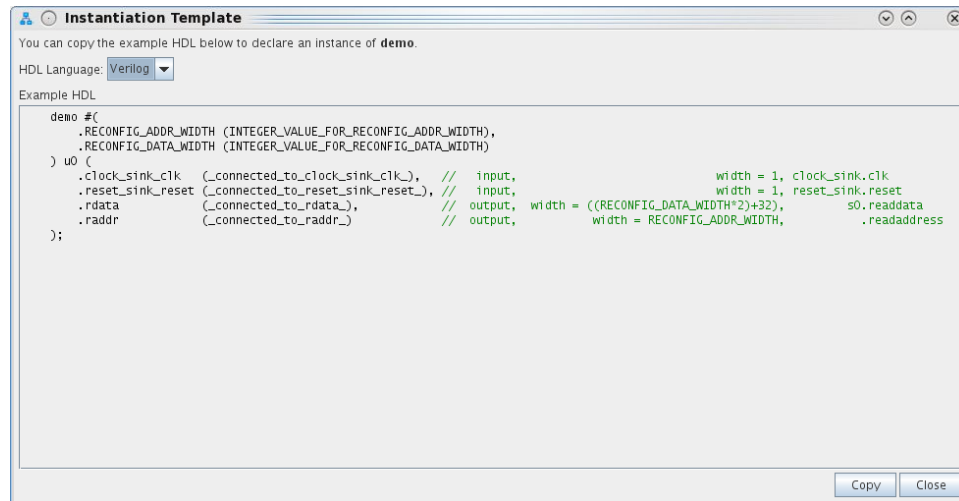 Instantiation Template
You can copy the example HDL below to declare an instance of demo.
HDL Language: Verilog
Example HDL
demo #(
.RECONFIG_ADDR_WIDTH (INTEGER_VALUE_FOR_RECONFIG_ADDR_WIDTH),
.RECONFIG_DATA_WIDTH (INTEGER_VALUE_FOR_RECONFIG_DATA_WIDTH)
) u0 (
.clock_sink_clk (_connected_to_clock_sink_clk_), // input, width = 1, clock_sink.clk
.reset_sink_reset (_connected_to_reset_sink_reset_), // input, width = 1, reset_sink.reset
.rdata (_connected_to_rdata_), // output, width = ((RECONFIG_DATA_WIDTH*2)+32), s0.readdata
.raddr (_connected_to_raddr_) // output, width = RECONFIG_ADDR_WIDTH, .readaddress
);
Copy Close